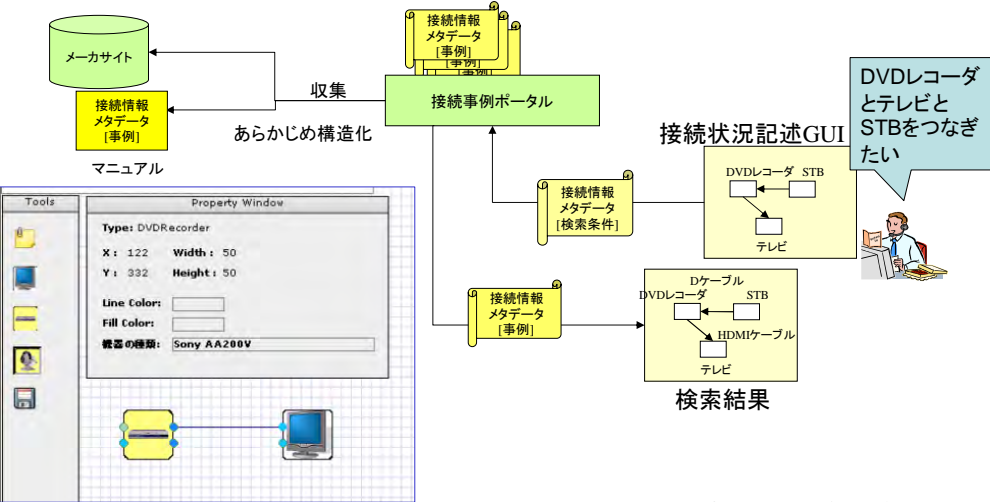 接続情報
メタデータ
[事例]
[事例]
[事例]
メーカサイト
接続情報
メタデータ
[事例]
マニュアル
収集
あらかじめ構造化
接続事例ポータル
DVDレコーダ
とテレビと
STBをつなぎ
たい
接続状況記述GUI
DVDレコーダ STB
テレビ
接続情報
メタデータ
[検索条件]
接続情報
メタデータ
[事例]
Dケーブル
DVDレコーダ STB
HDMIケーブル
テレビ
検索結果
Tools
Property Window
Type: DVDRecorder
X: 122 Width: 50
Y: 332 Height: 50
Line Color:
Fill Color:
機器の種類: Sony AA200V